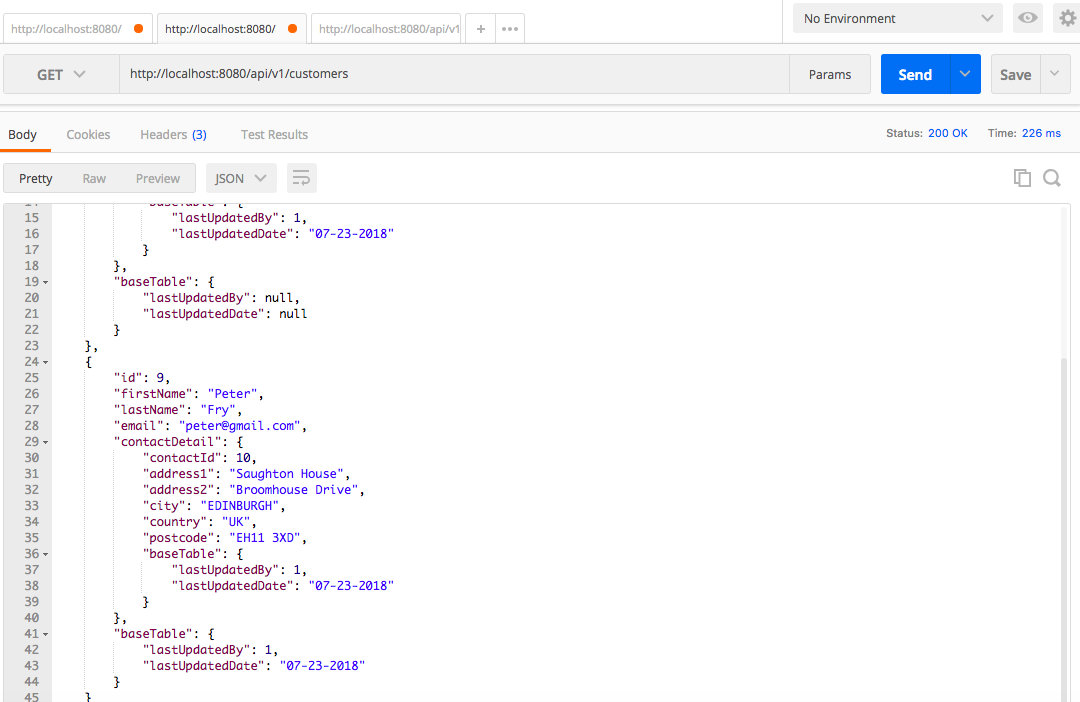 http://localhost:8080/ http://localhost:8080/ http://localhost:8080/api/v1 + ••• No Environment
GET http://localhost:8080/api/v1/customers Params Send Save
Body Cookies Headers (3) Test Results Status: 200 OK Time: 226 ms
Pretty Raw Preview JSON
14 "baseTable": {
15 "lastUpdatedBy": 1,
16 "lastUpdatedDate": "07-23-2018"
17 }
18 },
19 "baseTable": {
20 "lastUpdatedBy": null,
21 "lastUpdatedDate": null
22 }
23 },
24 {
25 "id": 9,
26 "firstName": "Peter",
27 "lastName": "Fry",
28 "email": "peter@gmail.com",
29 "contactDetail": {
30 "contactId": 10,
31 "address1": "Saughton House",
32 "address2": "Broomhouse Drive",
33 "city": "EDINBURGH",
34 "country": "UK",
35 "postcode": "EH11 3XD",
36 "baseTable": {
37 "lastUpdatedBy": 1,
38 "lastUpdatedDate": "07-23-2018"
39 }
40 },
41 "baseTable": {
42 "lastUpdatedBy": 1,
43 "lastUpdatedDate": "07-23-2018"
44 }
45 }